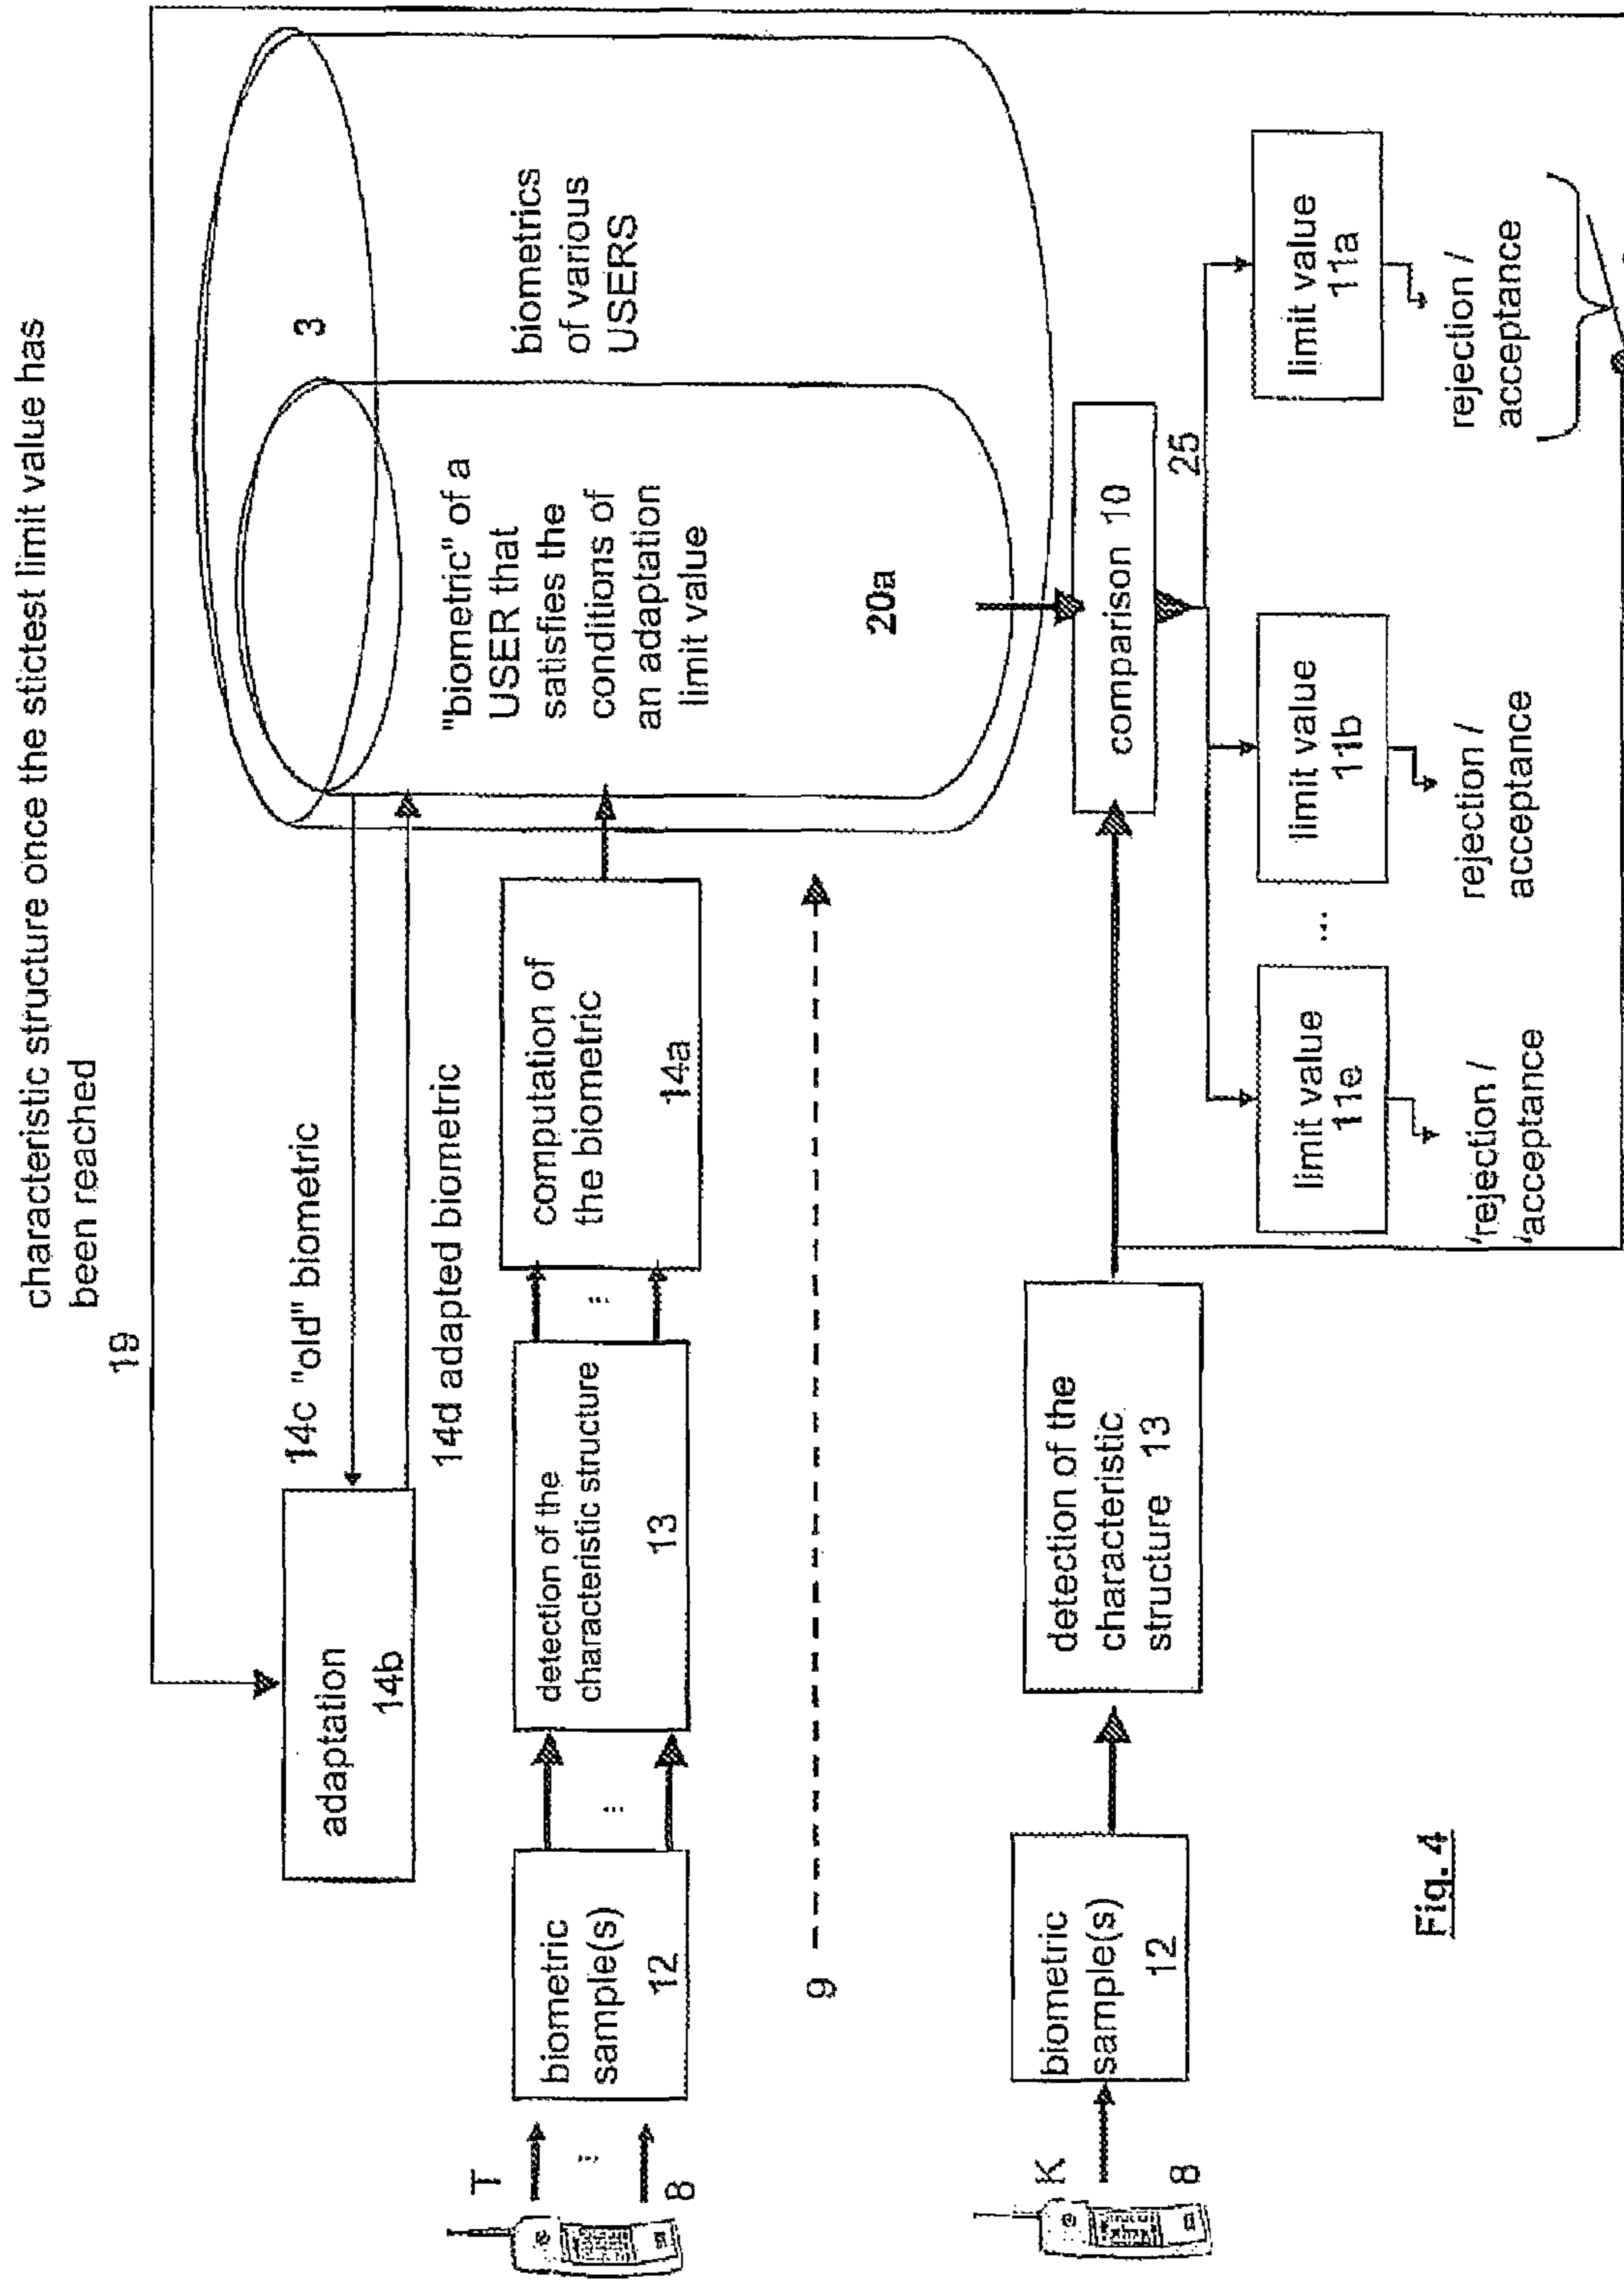 characteristic structure once the stictest limit value has
been reached
19
14c "old" biometric
14d adapted biometric
adaptation
14b
3
biometrics
of various
USERS
"biometric" of a
USER that
satisfies the
conditions of
an adaptation
limit value
20a
T
8
biometric
sample(s)
12
...
detection of the
characteristic structure
13
...
computation of
the biometric
14a
9
K
8
biometric
sample(s)
12
detection of the
characteristic
structure 13
comparison 10
25
limit value
11e
...
limit value
11b
limit value
11a
rejection /
acceptance
rejection /
acceptance
rejection /
acceptance
Fig. 4